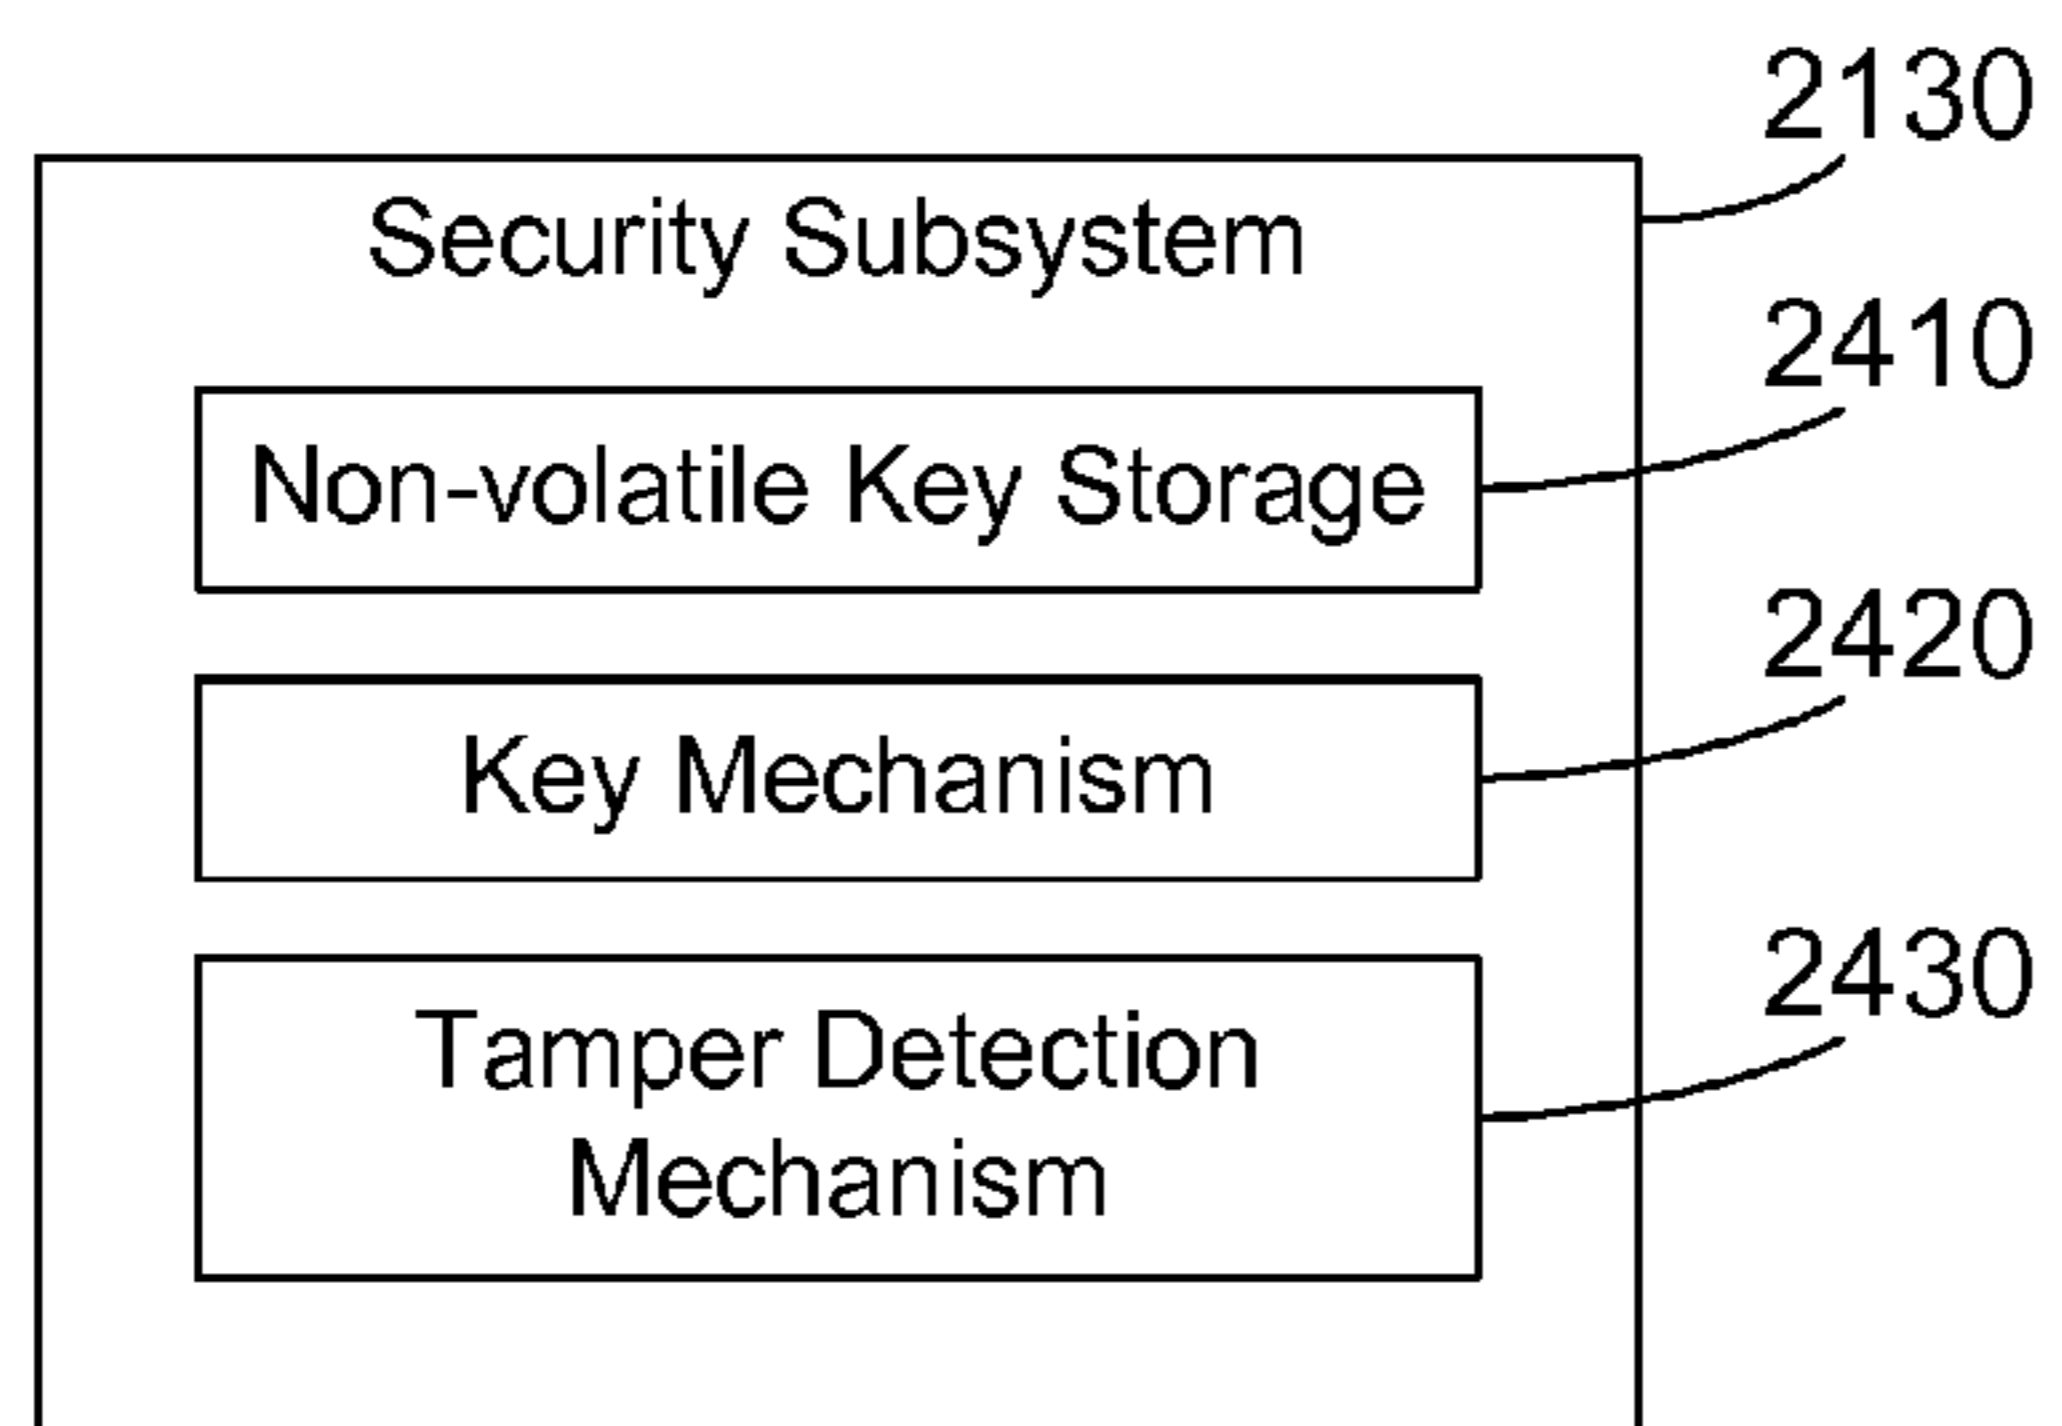 2130
Security Subsystem
2410
Non-volatile Key Storage
2420
Key Mechanism
2430
Tamper Detection
Mechanism